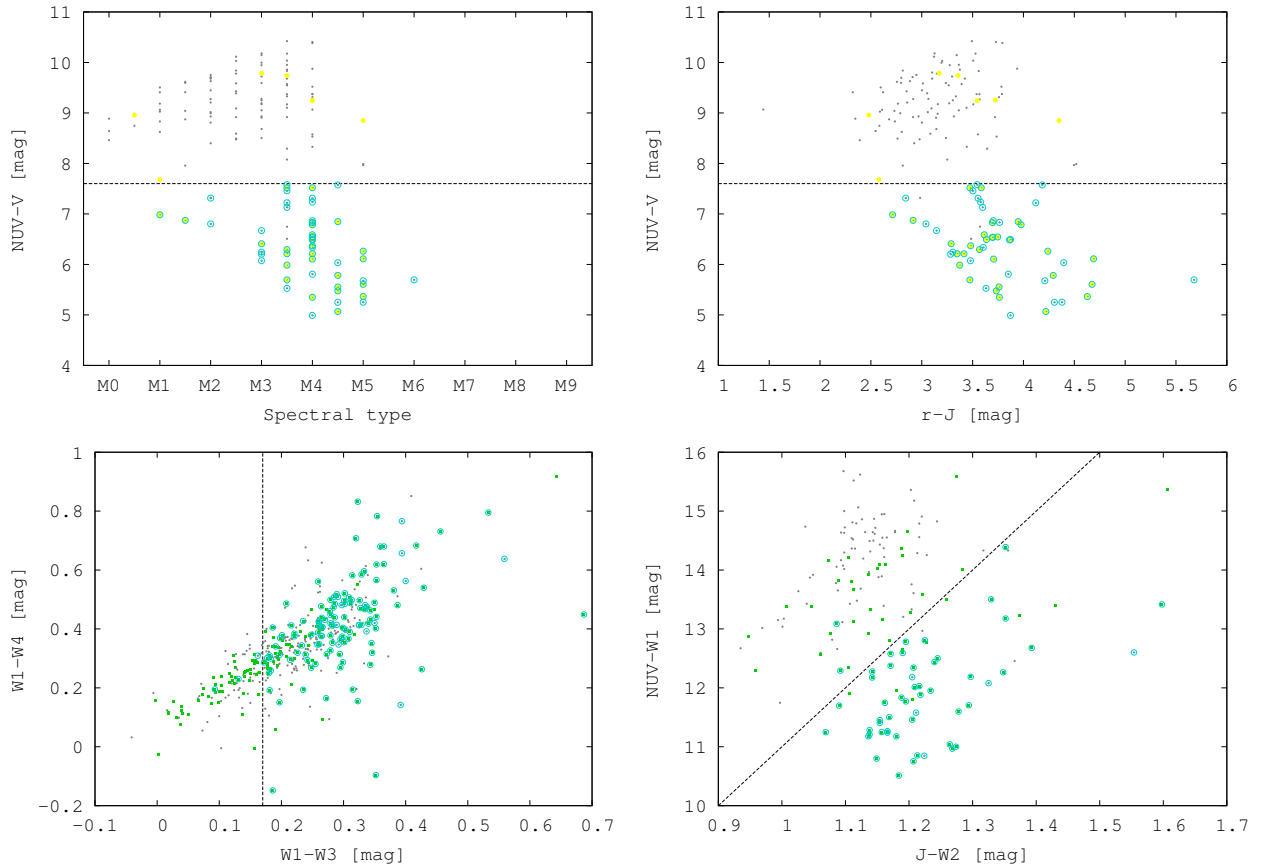 11
10
9
8
7
6
5
4
NUV-V [mag]
M0 M1 M2 M3 M4 M5 M6 M7 M8 M9
Spectral type
11
10
9
8
7
6
5
4
NUV-V [mag]
1 1.5 2 2.5 3 3.5 4 4.5 5 5.5 6
r-J [mag]
1
0.8
0.6
0.4
0.2
0
-0.2
W1-W4 [mag]
-0.1 0 0.1 0.2 0.3 0.4 0.5 0.6 0.7
W1-W3 [mag]
16
15
14
13
12
11
10
NUV-W1 [mag]
0.9 1 1.1 1.2 1.3 1.4 1.5 1.6 1.7
J-W2 [mag]